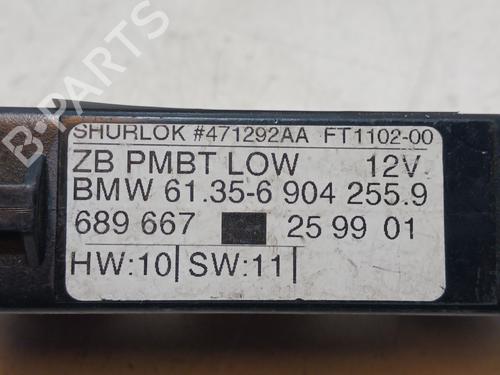 B-Parts
SHURLOK #471292AA FT1102-00
ZB PMBT LOW 12V
BMW 61.35-6 904 255.9
689 667 25 99 01
HW:10 SW:11